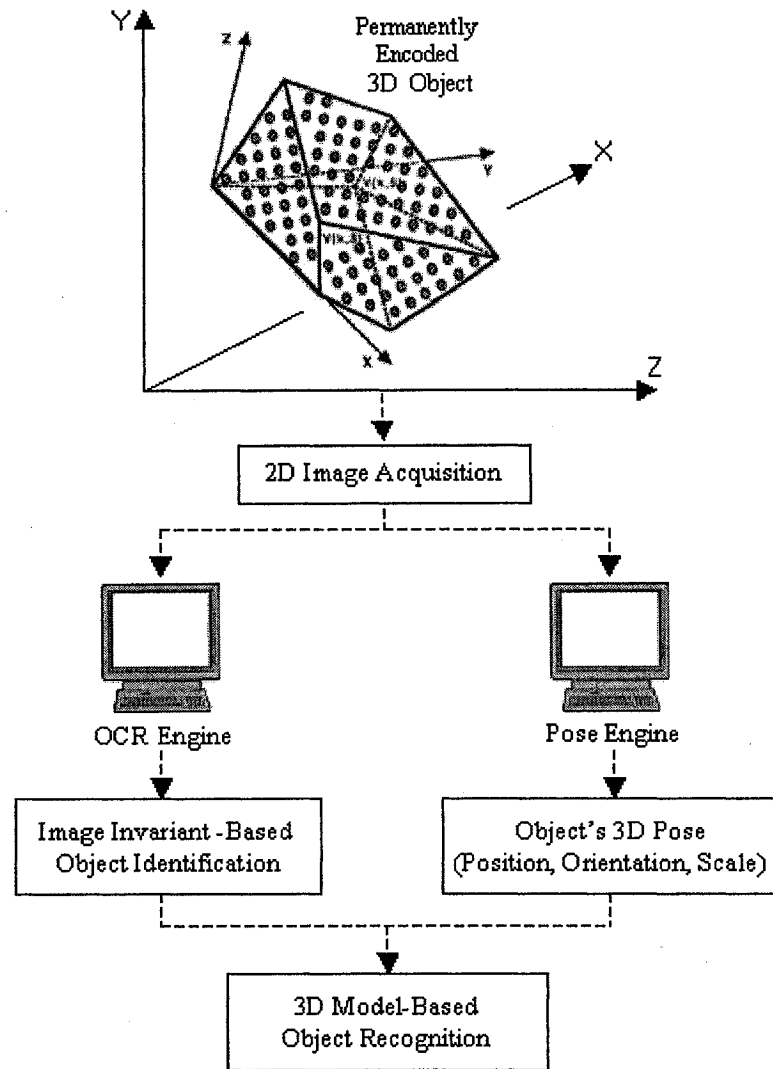 Y
Z
Permanently
Encoded
3D Object
X
Y
V(k,
V(k,
X
Z
2D Image Acquisition
OCR Engine
Pose Engine
Image Invariant -Based
Object Identification
Object's 3D Pose
(Position, Orientation, Scale)
3D Model-Based
Object Recognition